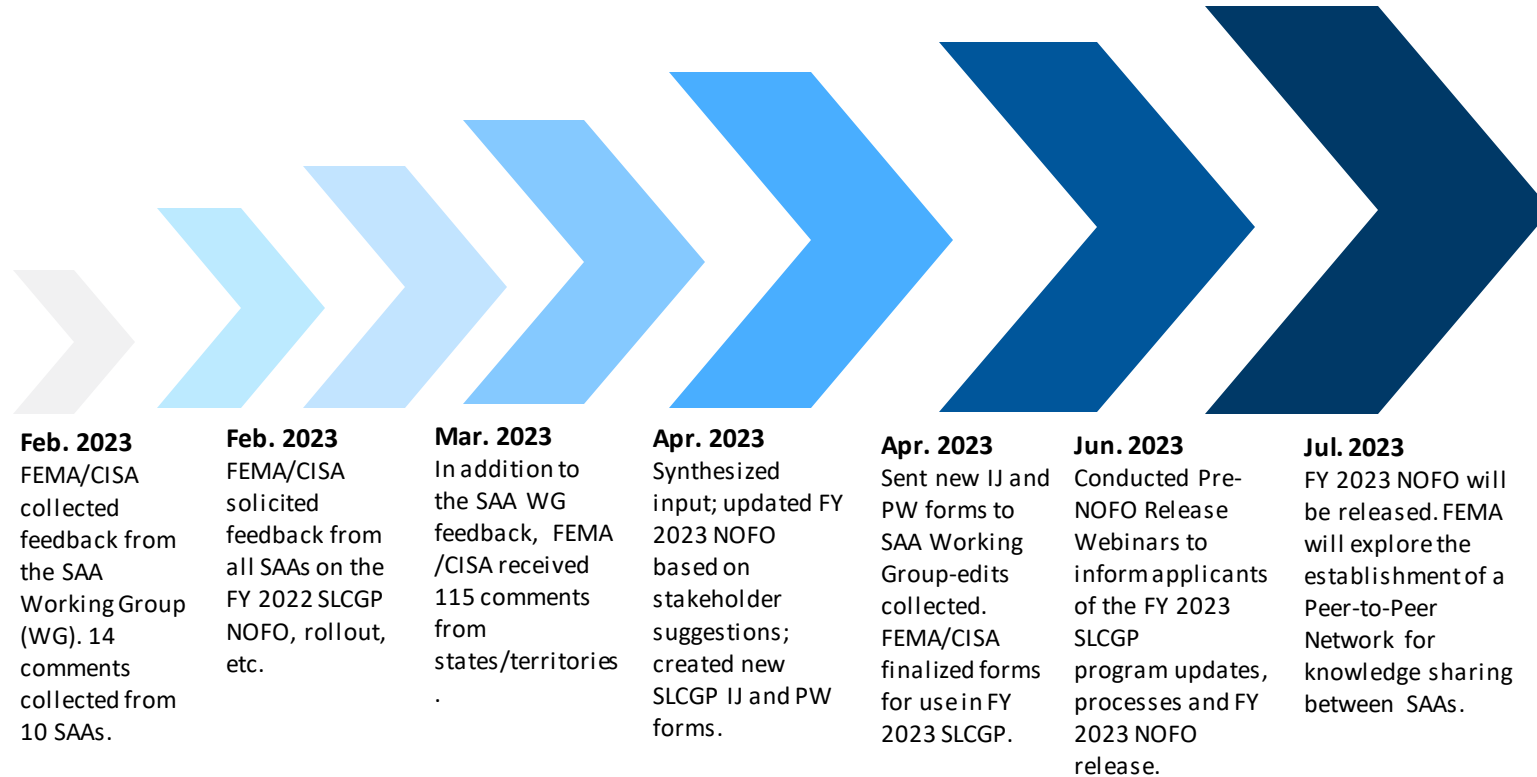 Feb. 2023
FEMA/CISA
collected
feedback from
the SAA
Working Group
(WG). 14
comments
collected from
10 SAAs.
Feb. 2023
FEMA/CISA
solicited
feedback from
all SAAs on the
FY 2022 SLCGP
NOFO, rollout,
etc.
Mar. 2023
In addition to
the SAA WG
feedback, FEMA
/CISA received
115 comments
from
states/territories
.
Apr. 2023
Synthesized
input; updated FY
2023 NOFO
based on
stakeholder
suggestions;
created new
SLCGP IJ and PW
forms.
Apr. 2023
Sent new IJ and
PW forms to
SAA Working
Group-edits
collected.
FEMA/CISA
finalized forms
for use in FY
2023 SLCGP.
Jun. 2023
Conducted Pre-
NOFO Release
Webinars to
inform applicants
of the FY 2023
SLCGP
program updates,
processes and FY
2023 NOFO
release.
Jul. 2023
FY 2023 NOFO will
be released. FEMA
will explore the
establishment of a
Peer-to-Peer
Network for
knowledge sharing
between SAAs.